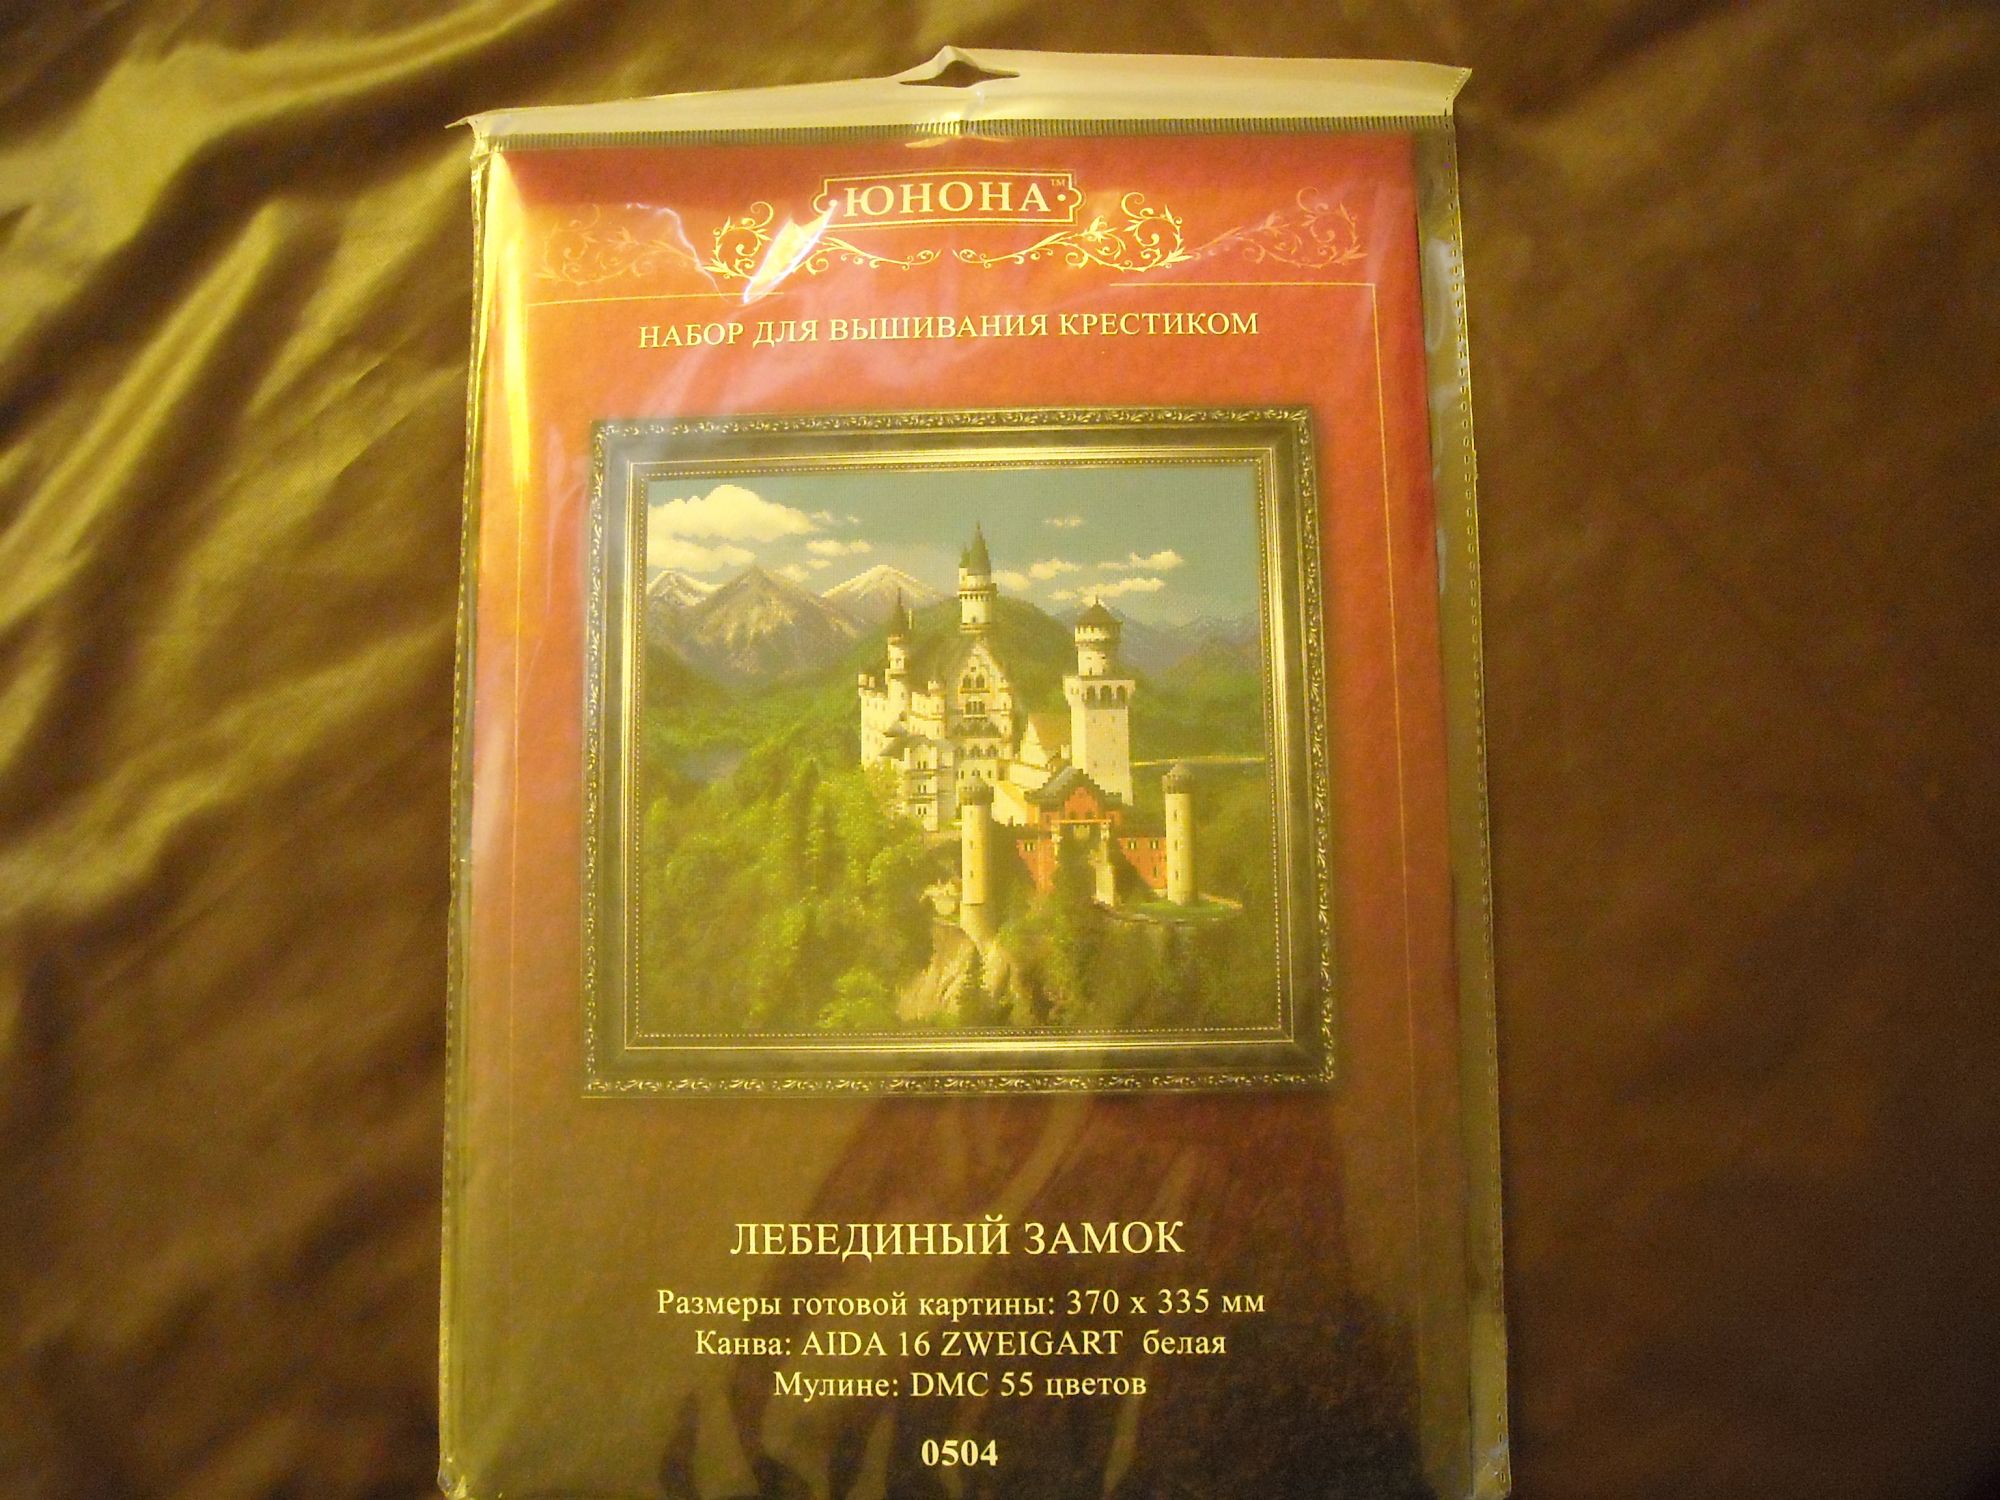 ЮНОНА™
НАБОР ДЛЯ ВЫШИВАНИЯ КРЕСТИКОМ
ЛЕБЕДИНЫЙ ЗАМОК
Размеры готовой картины: 370 х 335 мм
Канва: AIDA 16 ZWEIGART белая
Мулине: DMC 55 цветов
0504